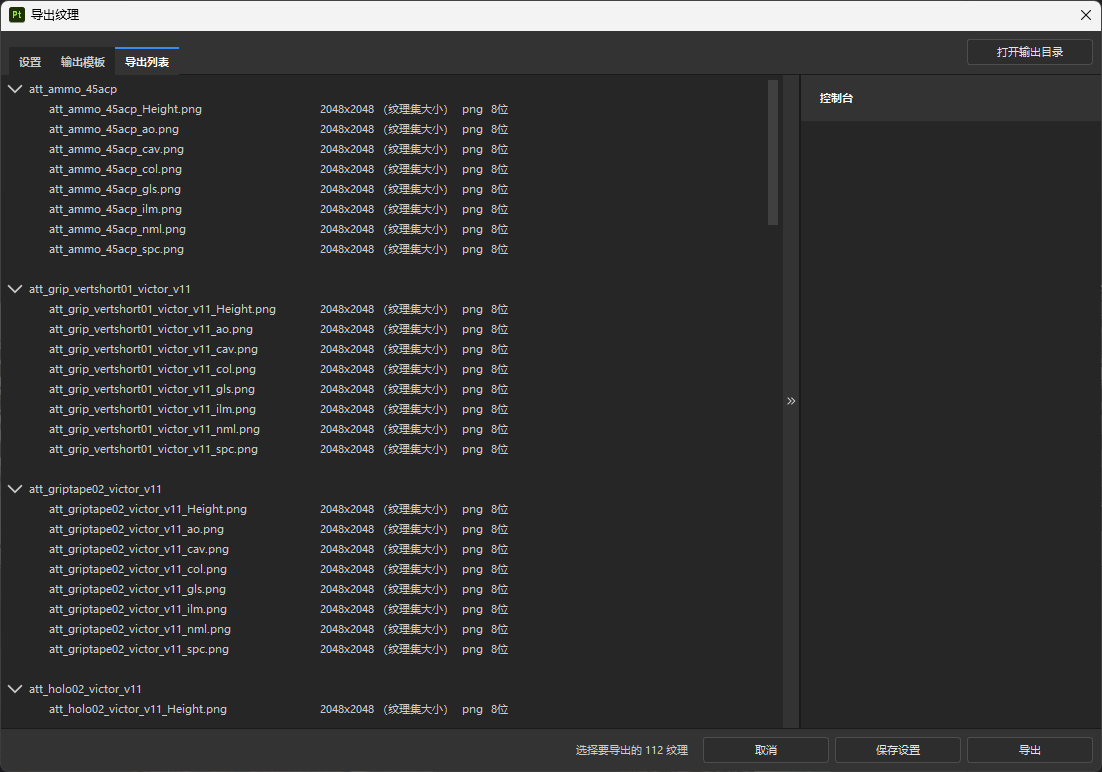 Pt 导出纹理
设置 输出模板 导出列表 打开输出目录
att_ammo_45acp
att_ammo_45acp_Height.png 2048x2048 (纹理集大小) png 8位
att_ammo_45acp_ao.png 2048x2048 (纹理集大小) png 8位
att_ammo_45acp_cav.png 2048x2048 (纹理集大小) png 8位
att_ammo_45acp_col.png 2048x2048 (纹理集大小) png 8位
att_ammo_45acp_gls.png 2048x2048 (纹理集大小) png 8位
att_ammo_45acp_ilm.png 2048x2048 (纹理集大小) png 8位
att_ammo_45acp_nml.png 2048x2048 (纹理集大小) png 8位
att_ammo_45acp_spc.png 2048x2048 (纹理集大小) png 8位
att_grip_vertshort01_victor_v11
att_grip_vertshort01_victor_v11_Height.png 2048x2048 (纹理集大小) png 8位
att_grip_vertshort01_victor_v11_ao.png 2048x2048 (纹理集大小) png 8位
att_grip_vertshort01_victor_v11_cav.png 2048x2048 (纹理集大小) png 8位
att_grip_vertshort01_victor_v11_col.png 2048x2048 (纹理集大小) png 8位
att_grip_vertshort01_victor_v11_gls.png 2048x2048 (纹理集大小) png 8位
att_grip_vertshort01_victor_v11_ilm.png 2048x2048 (纹理集大小) png 8位
att_grip_vertshort01_victor_v11_nml.png 2048x2048 (纹理集大小) png 8位
att_grip_vertshort01_victor_v11_spc.png 2048x2048 (纹理集大小) png 8位
att_griptape02_victor_v11
att_griptape02_victor_v11_Height.png 2048x2048 (纹理集大小) png 8位
att_griptape02_victor_v11_ao.png 2048x2048 (纹理集大小) png 8位
att_griptape02_victor_v11_cav.png 2048x2048 (纹理集大小) png 8位
att_griptape02_victor_v11_col.png 2048x2048 (纹理集大小) png 8位
att_griptape02_victor_v11_gls.png 2048x2048 (纹理集大小) png 8位
att_griptape02_victor_v11_ilm.png 2048x2048 (纹理集大小) png 8位
att_griptape02_victor_v11_nml.png 2048x2048 (纹理集大小) png 8位
att_griptape02_victor_v11_spc.png 2048x2048 (纹理集大小) png 8位
att_holo02_victor_v11
att_holo02_victor_v11_Height.png 2048x2048 (纹理集大小) png 8位
控制台
选择要导出的 112 纹理 取消 保存设置 导出